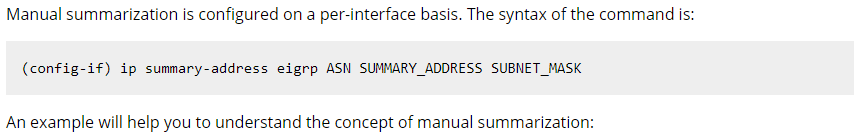 Manual summarization is configured on a per-interface basis. The syntax of the command is:
(config-if) ip summary-address eigrp ASN SUMMARY_ADDRESS SUBNET_MASK
An example will help you to understand the concept of manual summarization: